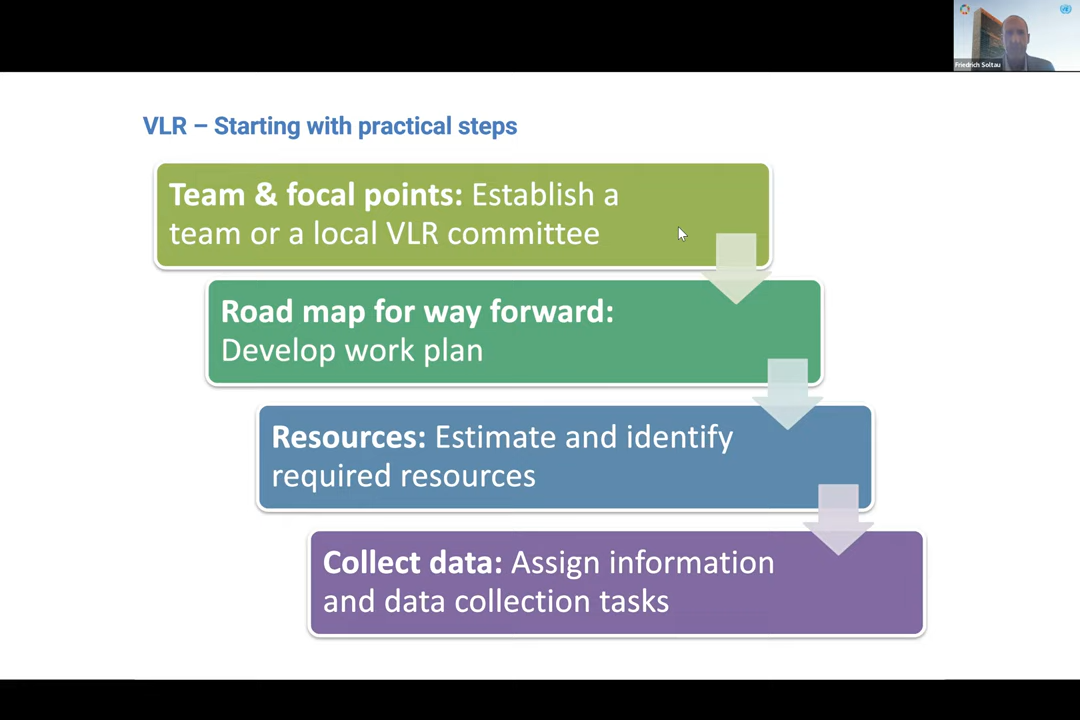 Friedrich Soltau
VLR – Starting with practical steps
Team & focal points: Establish a
team or a local VLR committee
Road map for way forward:
Develop work plan
Resources: Estimate and identify
required resources
Collect data: Assign information
and data collection tasks